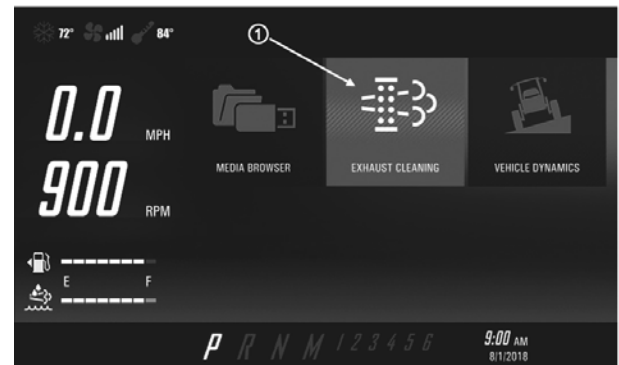 72° 84° 1
0.0 MPH
MEDIA BROWSER EXHAUST CLEANING VEHICLE DYNAMICS
900 RPM
E F
P R N M 1 2 3 4 5 6 9:00 AM
8/1/2018